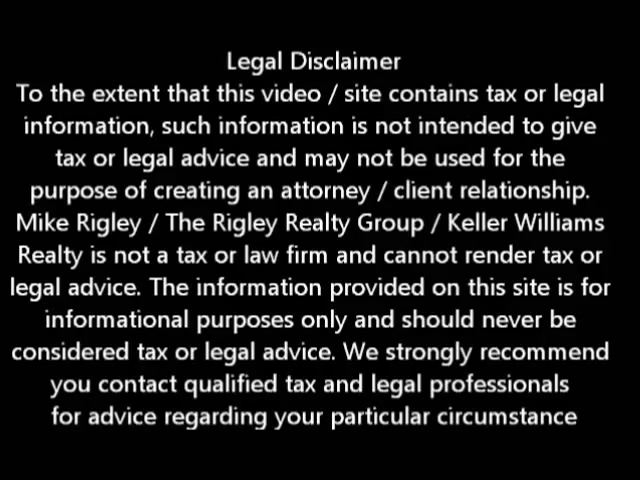 Legal Disclaimer
To the extent that this video / site contains tax or legal
information, such information is not intended to give
tax or legal advice and may not be used for the
purpose of creating an attorney / client relationship.
Mike Rigley / The Rigley Realty Group / Keller Williams
Realty is not a tax or law firm and cannot render tax or
legal advice. The information provided on this site is for
informational purposes only and should never be
considered tax or legal advice. We strongly recommend
you contact qualified tax and legal professionals
for advice regarding your particular circumstance